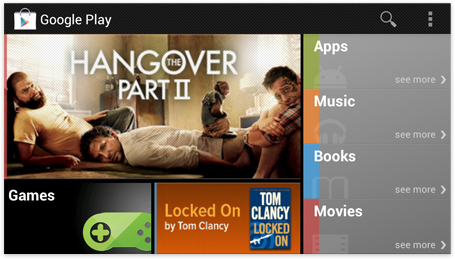 Google Play
HANGOVER
THE
PART II
Games
Locked On
by Tom Clancy
TOM
CLANCY
LOCKED
ON
Apps
see more
Music
see more
Books
see more
Movies
see more